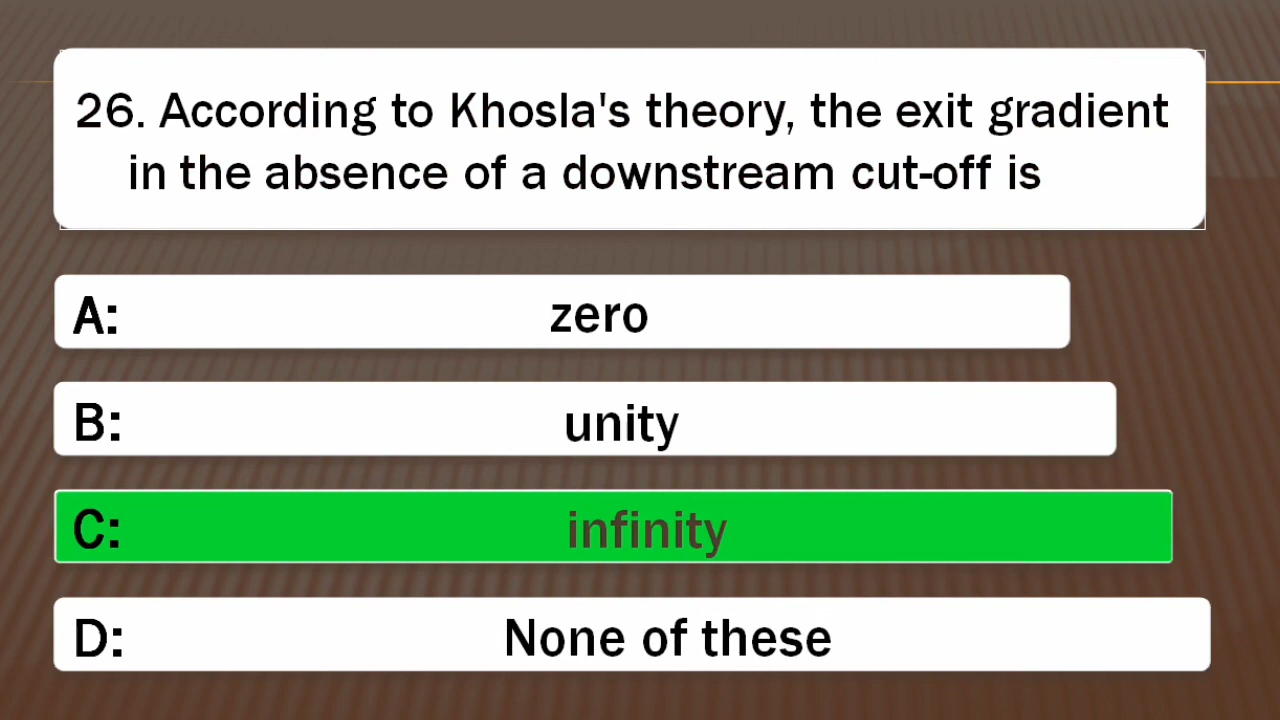 26. According to Khosla's theory, the exit gradient
in the absence of a downstream cut-off is
A: zero
B: unity
C: infinity
D: None of these